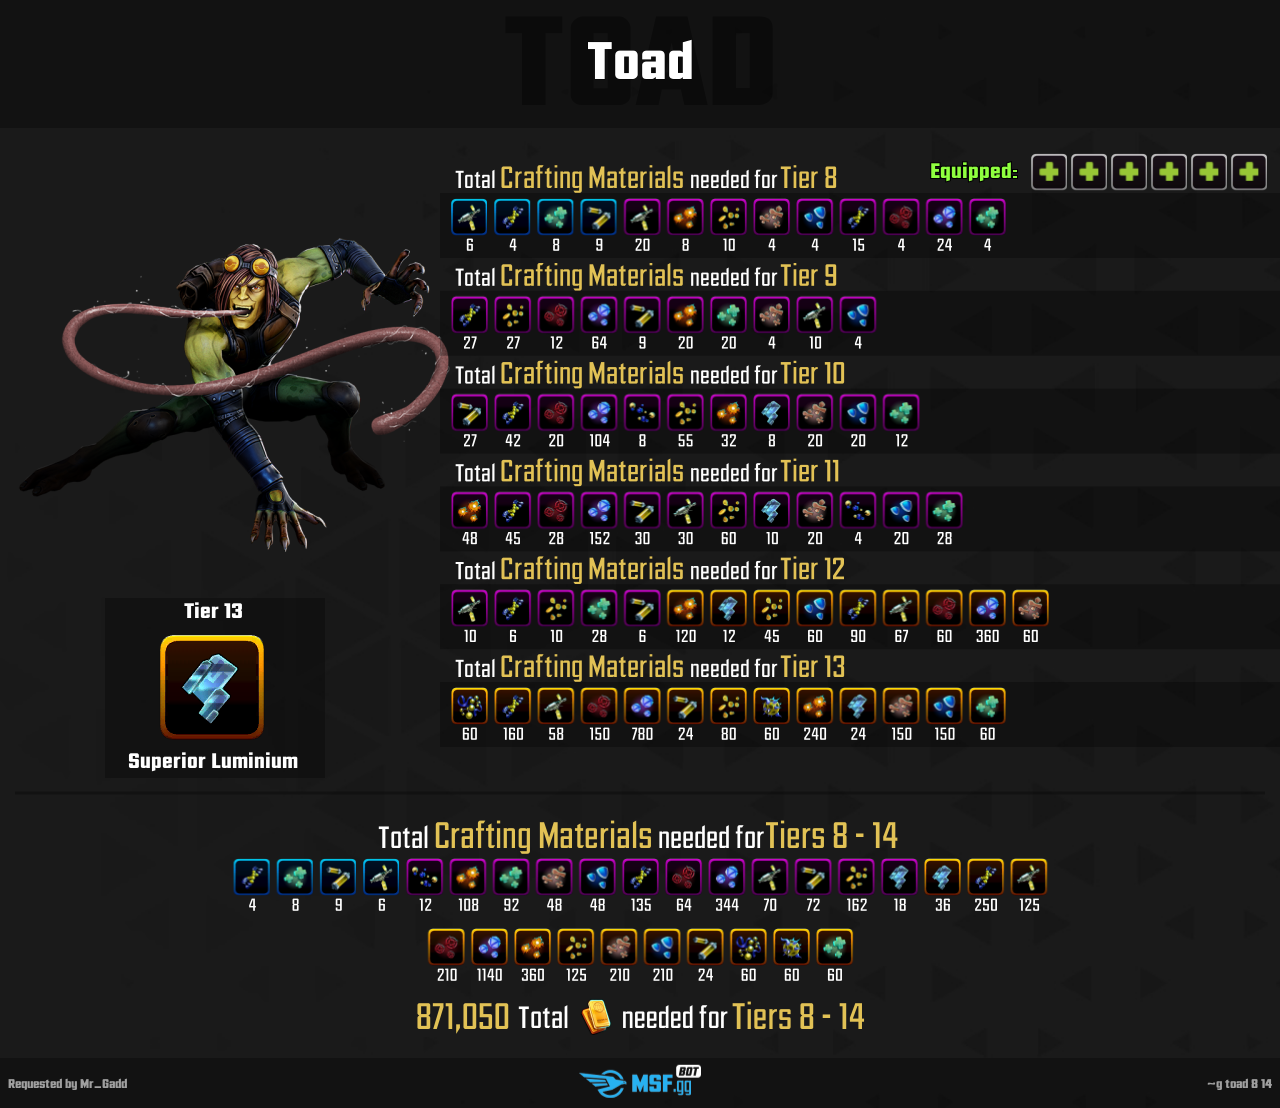 TOAD
Toad
Equipped:
Total Crafting Materials needed for Tier 8
6 4 8 9 20 8 10 4 4 15 4 24 4
Total Crafting Materials needed for Tier 9
27 27 12 64 9 20 20 4 10 4
Total Crafting Materials needed for Tier 10
27 42 20 104 8 55 32 8 20 20 12
Total Crafting Materials needed for Tier 11
48 45 28 152 30 30 60 10 20 4 20 28
Total Crafting Materials needed for Tier 12
10 6 10 28 6 120 12 45 60 90 67 60 360 60
Total Crafting Materials needed for Tier 13
60 160 58 150 780 24 80 60 240 24 150 150 60
Tier 13
Superior Luminium
Total Crafting Materials needed for Tiers 8 - 14
4 8 9 6 12 108 92 48 48 135 64 344 70 72 162 18 36 250 125
210 1140 360 125 210 210 24 60 60 60
871,050 Total needed for Tiers 8 - 14
Requested by Mr_Gadd
MSF.gg BOT
~g toad 8 14